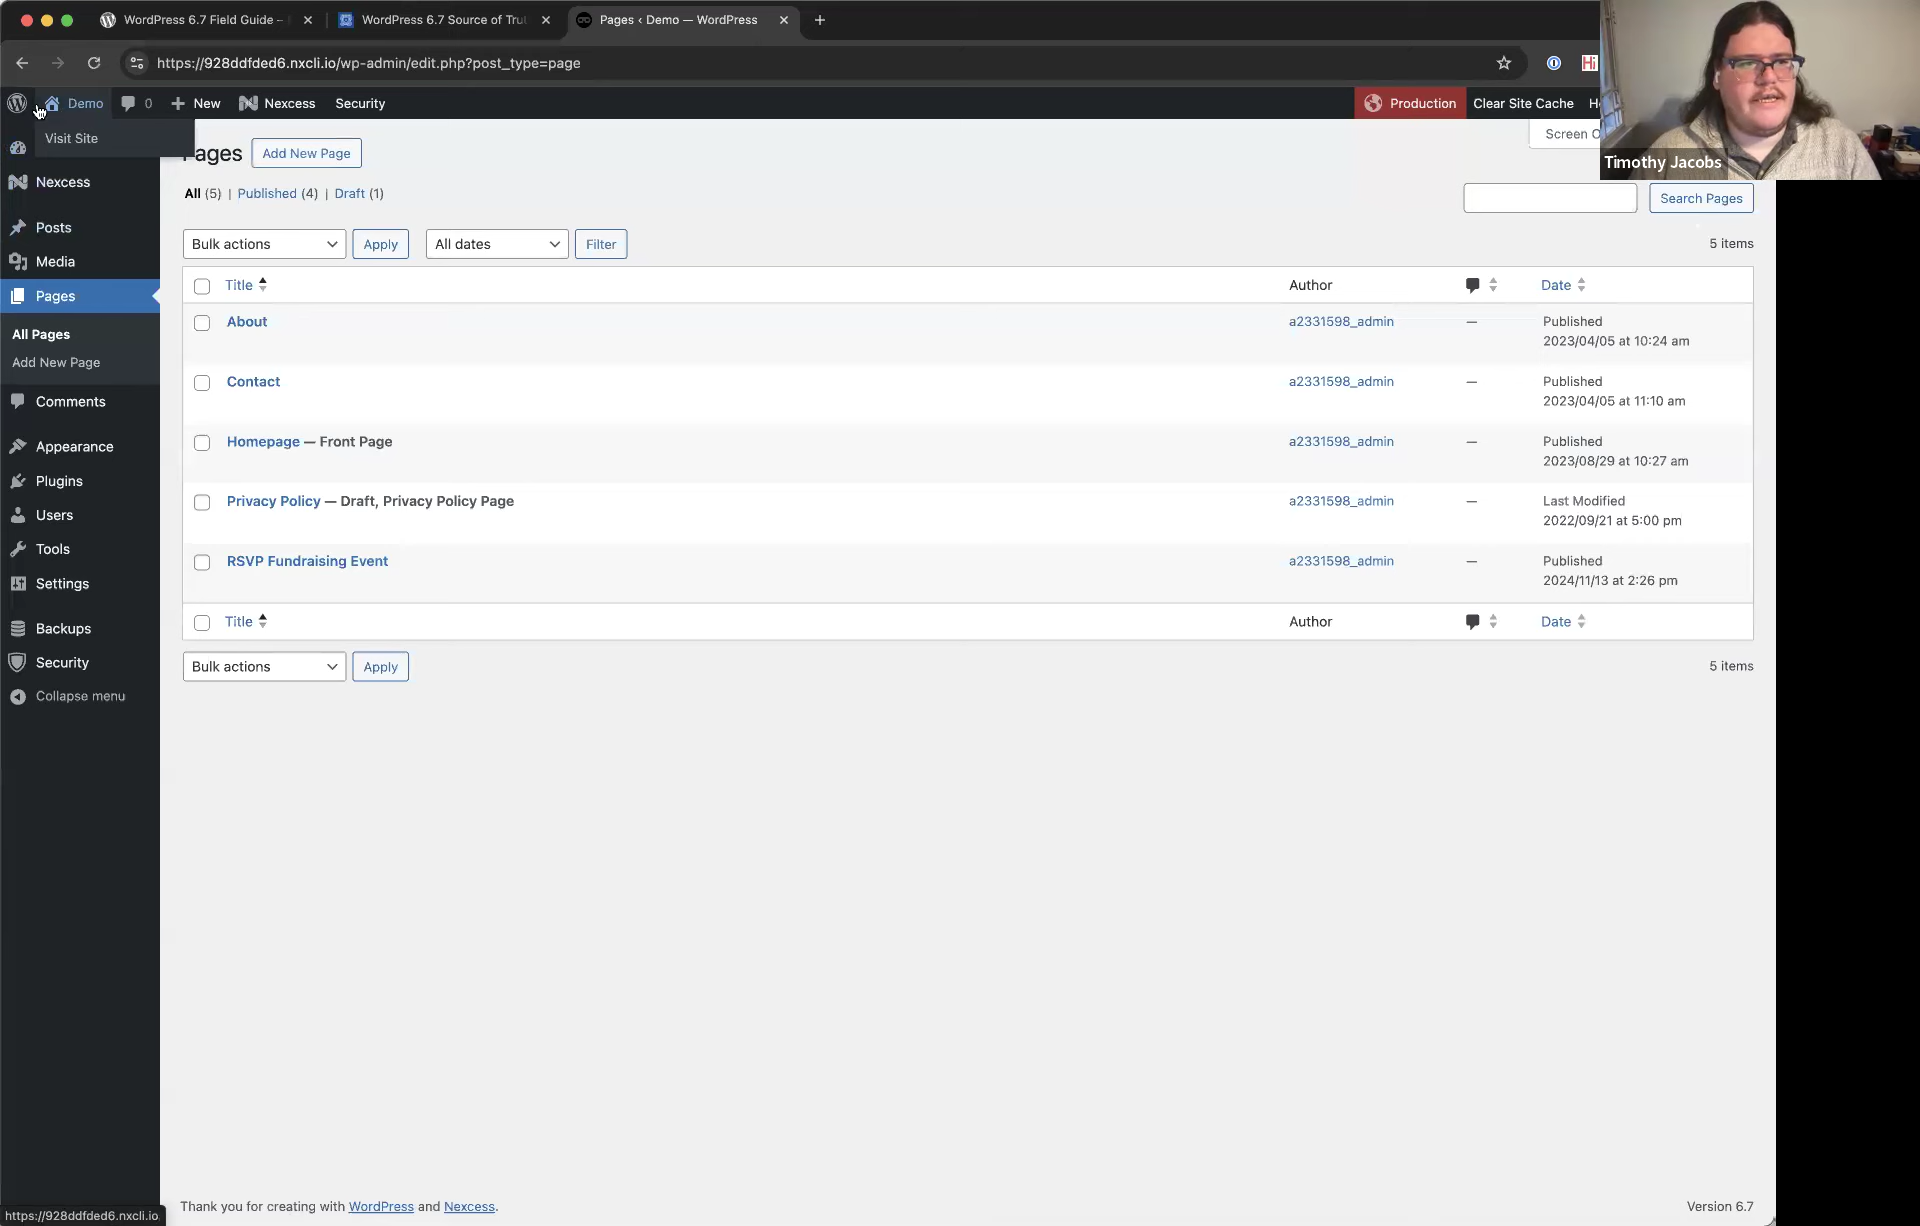 WordPress 6.7 Field Guide –
WordPress 6.7 Source of Tru
Pages ‹ Demo — WordPress
https://928ddfded6.nxcli.io/wp-admin/edit.php?post_type=page
Hi
Demo
0
New
Nexcess
Security
Production
Clear Site Cache
Visit Site
Pages
Add New Page
Screen O
Timothy Jacobs
Nexcess
Posts
Media
Pages
All Pages
Add New Page
Comments
Appearance
Plugins
Users
Tools
Settings
Backups
Security
Collapse menu
All (5) | Published (4) | Draft (1)
Search Pages
Bulk actions
Apply
All dates
Filter
5 items
Title
Author
Date
About
a2331598_admin
—
Published
2023/04/05 at 10:24 am
Contact
a2331598_admin
—
Published
2023/04/05 at 11:10 am
Homepage — Front Page
a2331598_admin
—
Published
2023/08/29 at 10:27 am
Privacy Policy — Draft, Privacy Policy Page
a2331598_admin
—
Last Modified
2022/09/21 at 5:00 pm
RSVP Fundraising Event
a2331598_admin
—
Published
2024/11/13 at 2:26 pm
Title
Author
Date
Bulk actions
Apply
5 items
Thank you for creating with WordPress and Nexcess.
Version 6.7
https://928ddfded6.nxcli.io